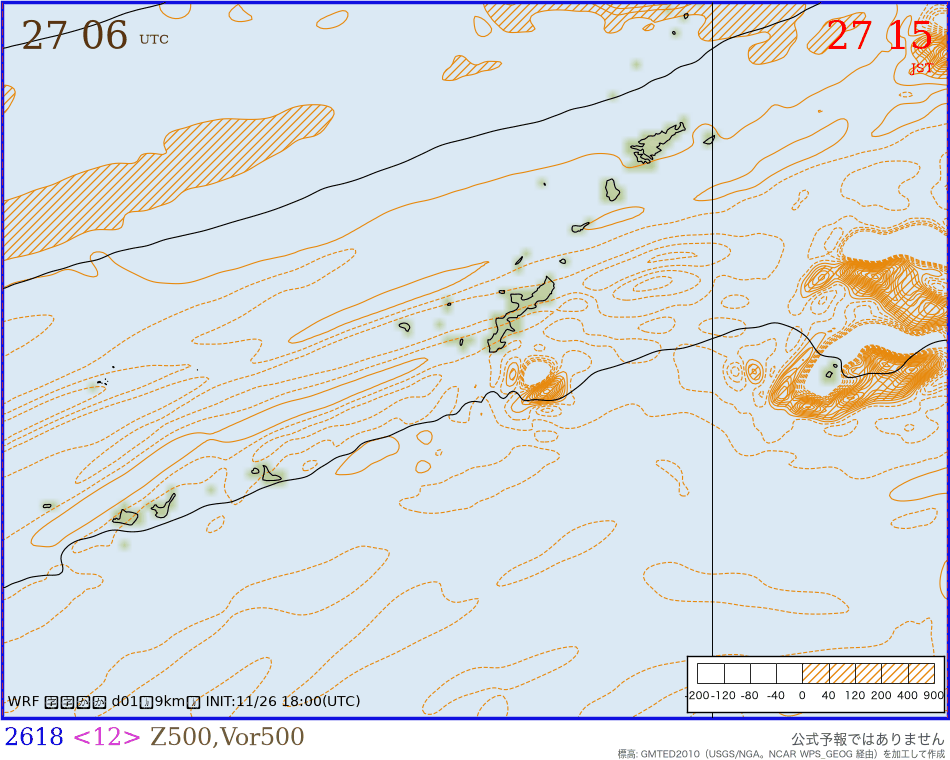 27 06 UTC
27 15
JST
-200 -120 -80 -40 0 40 120 200 400 900
WRF d01 9km INIT:11/26 18:00(UTC)
2618 <12> Z500,Vor500
公式予報ではありません
標高: GMTED2010（USGS/NGA。NCAR WPS_GEOG 経由）を加工して作成